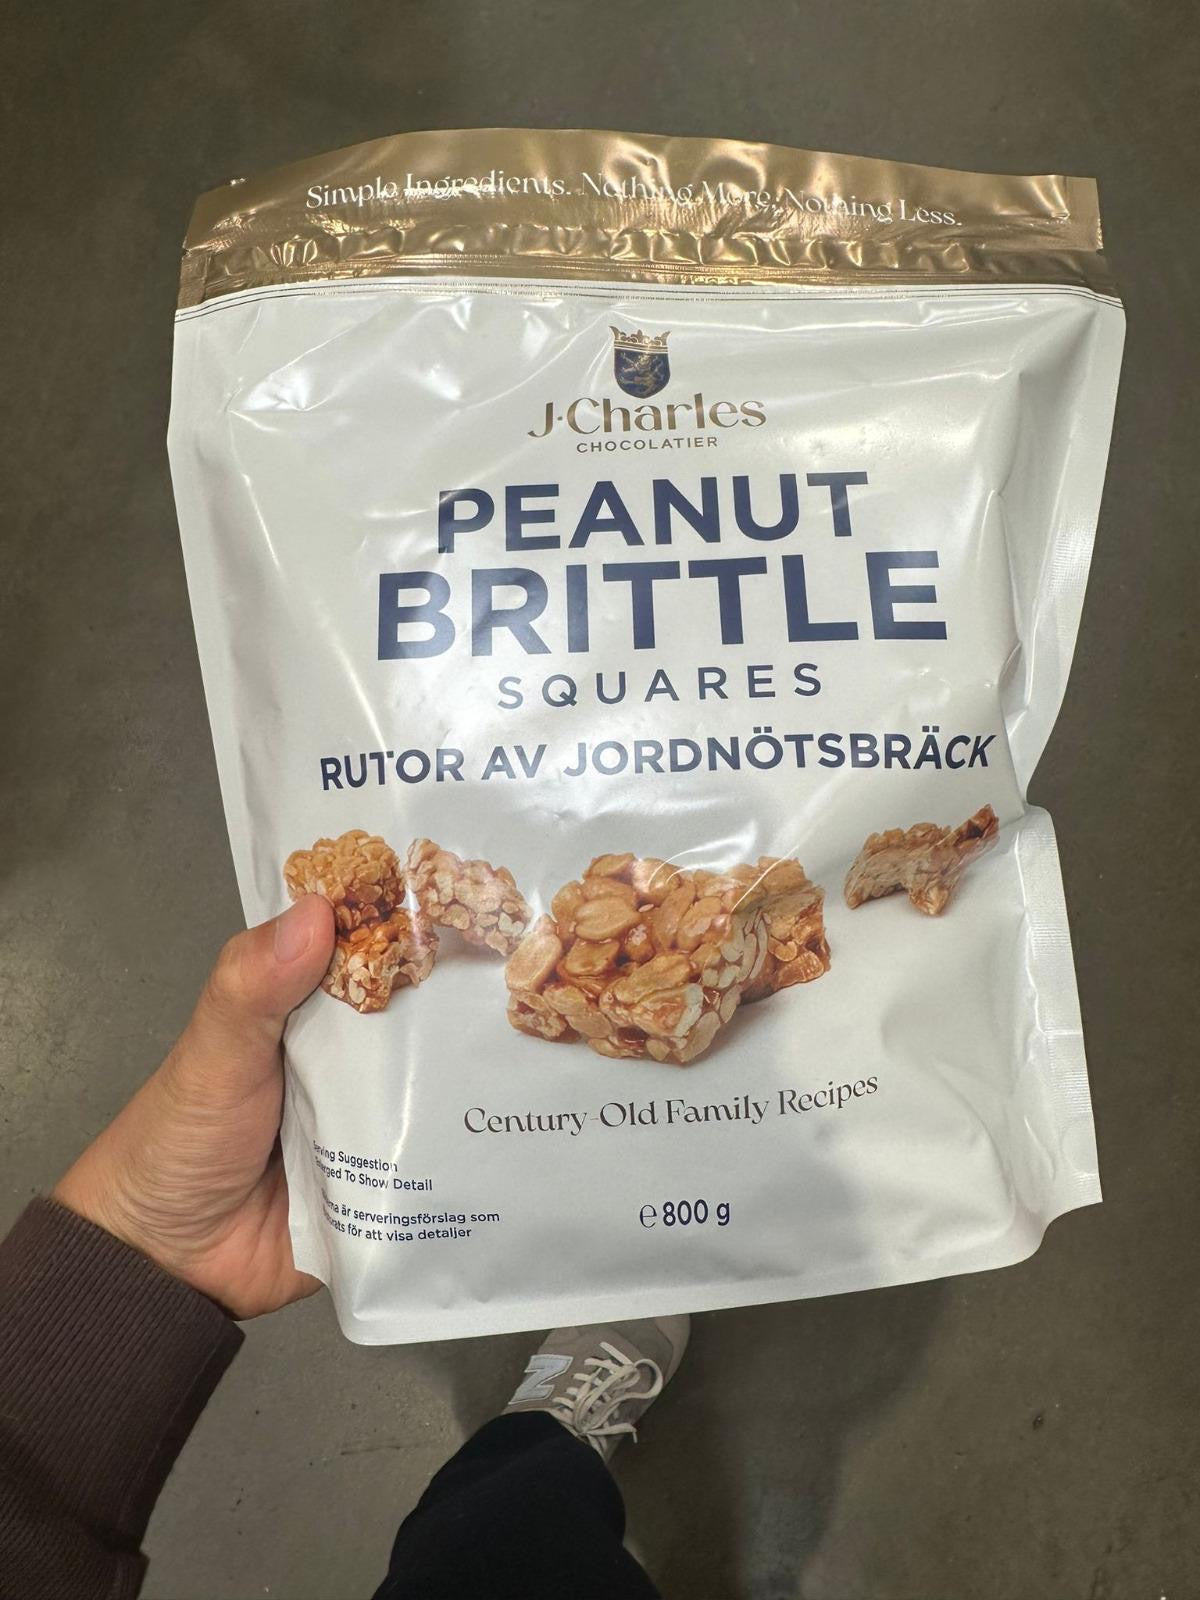 Simple Ingredients. Nothing More, Nothing Less.
J·Charles
CHOCOLATIER
PEANUT
BRITTLE
SQUARES
RUTOR AV JORDNÖTSBRÄCK
Century-Old Family Recipes
Suggestion
To Show Detail
är serveringsförslag som
för att visa detaljer
℮ 800 g
N